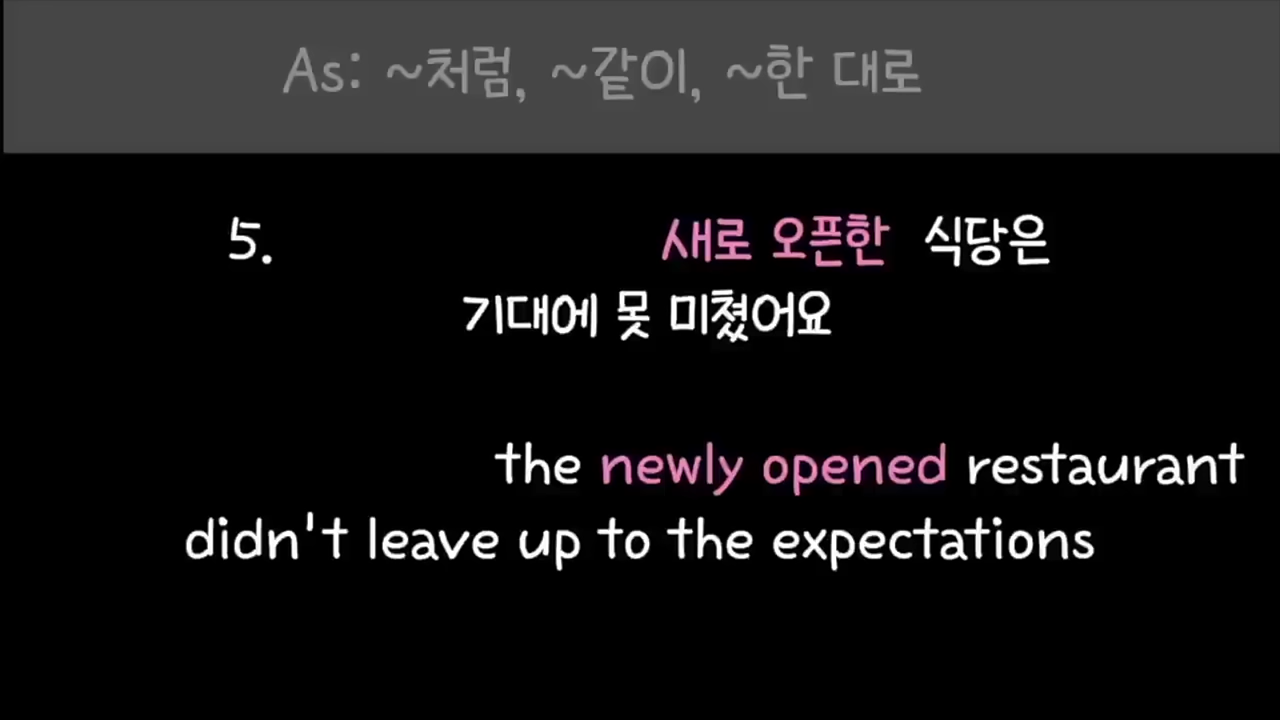 As: ~처럼, ~같이, ~한 대로
5. 새로 오픈한 식당은
기대에 못 미쳤어요
the newly opened restaurant
didn't leave up to the expectations